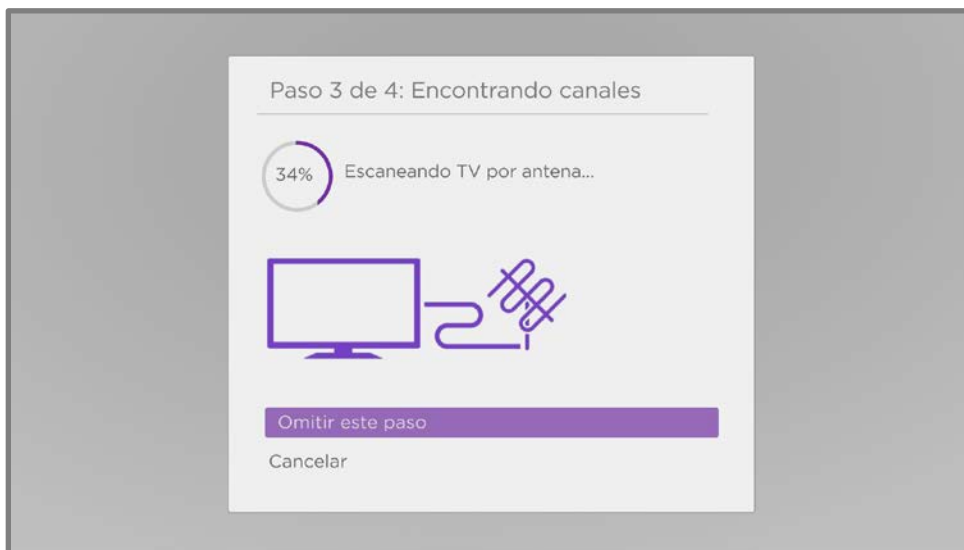 Paso 3 de 4: Encontrando canales
34%
Escaneando TV por antena...
Omitir este paso
Cancelar